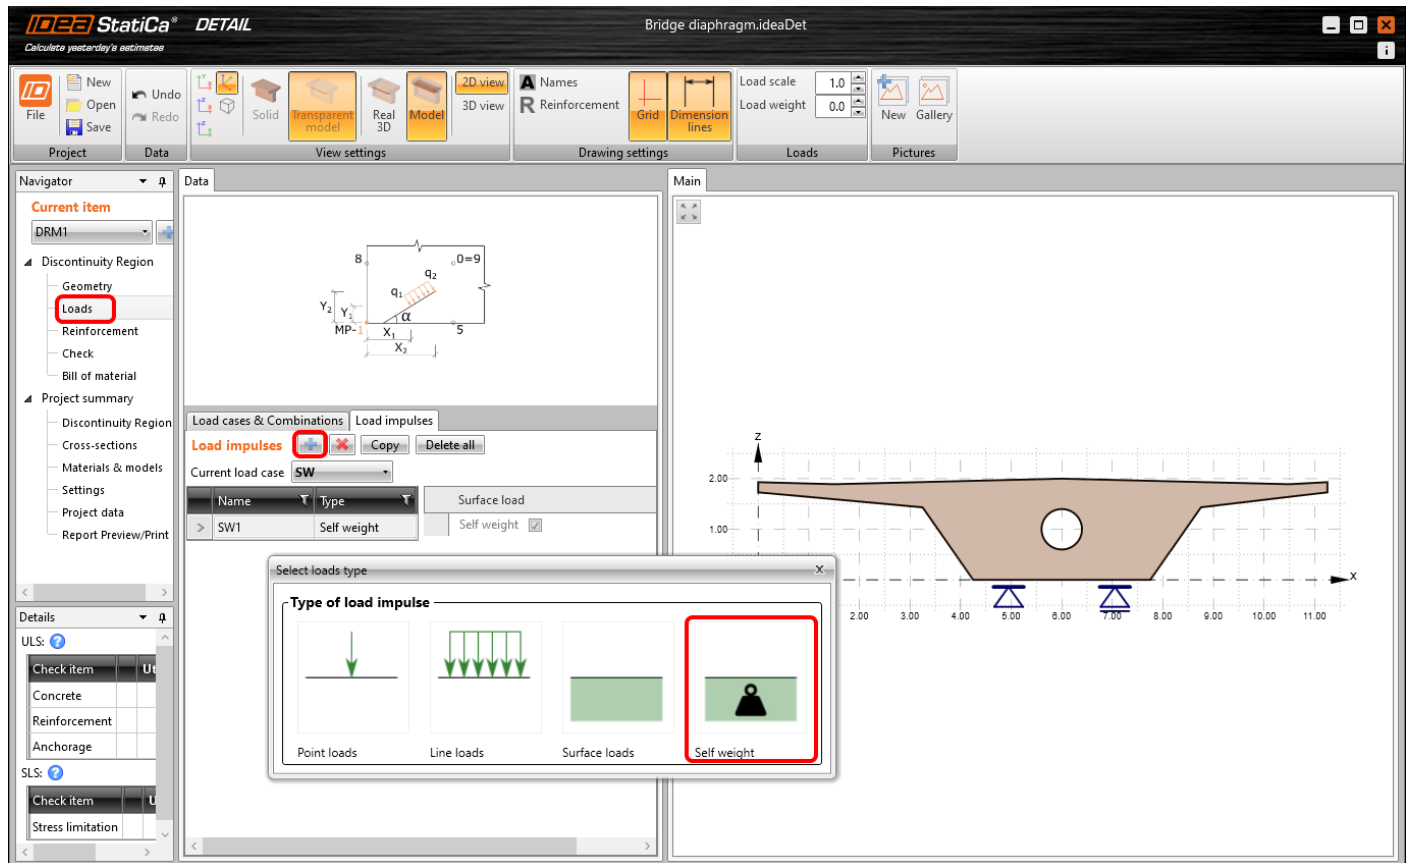 IDEA StatiCa® DETAIL
Calculate yesterday's estimates
Bridge diaphragm.ideaDet
File
New
Open
Save
Project
Undo
Redo
Data
Solid
Transparent
model
Real
3D
Model
2D view
3D view
View settings
A Names
R Reinforcement
Grid
Dimension
lines
Drawing settings
Load scale 1.0
Load weight 0.0
Loads
New
Gallery
Pictures
Navigator
Current item
DRM1
Discontinuity Region
Geometry
Loads
Reinforcement
Check
Bill of material
Project summary
Discontinuity Region
Cross-sections
Materials & models
Settings
Project data
Report Preview/Print
Details
ULS:
Check item Ut
Concrete
Reinforcement
Anchorage
SLS:
Check item U
Stress limitation
Data
8 0=9
q2
q1
Y2 Y1 α
MP-1 X1 5
X2
Load cases & Combinations Load impulses
Load impulses Copy Delete all
Current load case SW
Name Type
SW1 Self weight
Surface load
Self weight
Select loads type x
Type of load impulse
Point loads Line loads Surface loads Self weight
Main
z
2.00
1.00
x
2.00 3.00 4.00 5.00 6.00 7.00 8.00 9.00 10.00 11.00